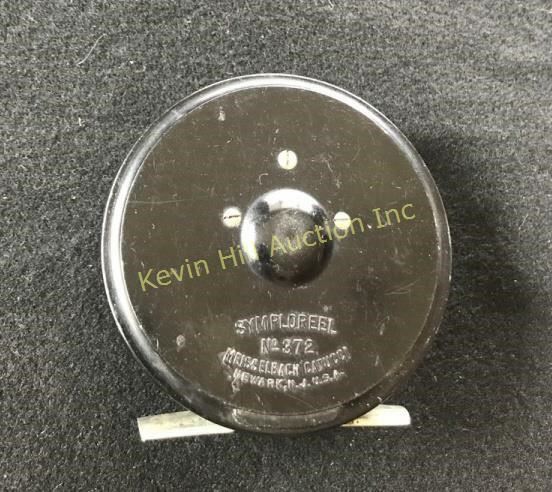 Kevin Hill Auction Inc
SYMPLOREEL
No 372
MEISSELBACH CATUCCI
NEWARK, N.J. U.S.A.